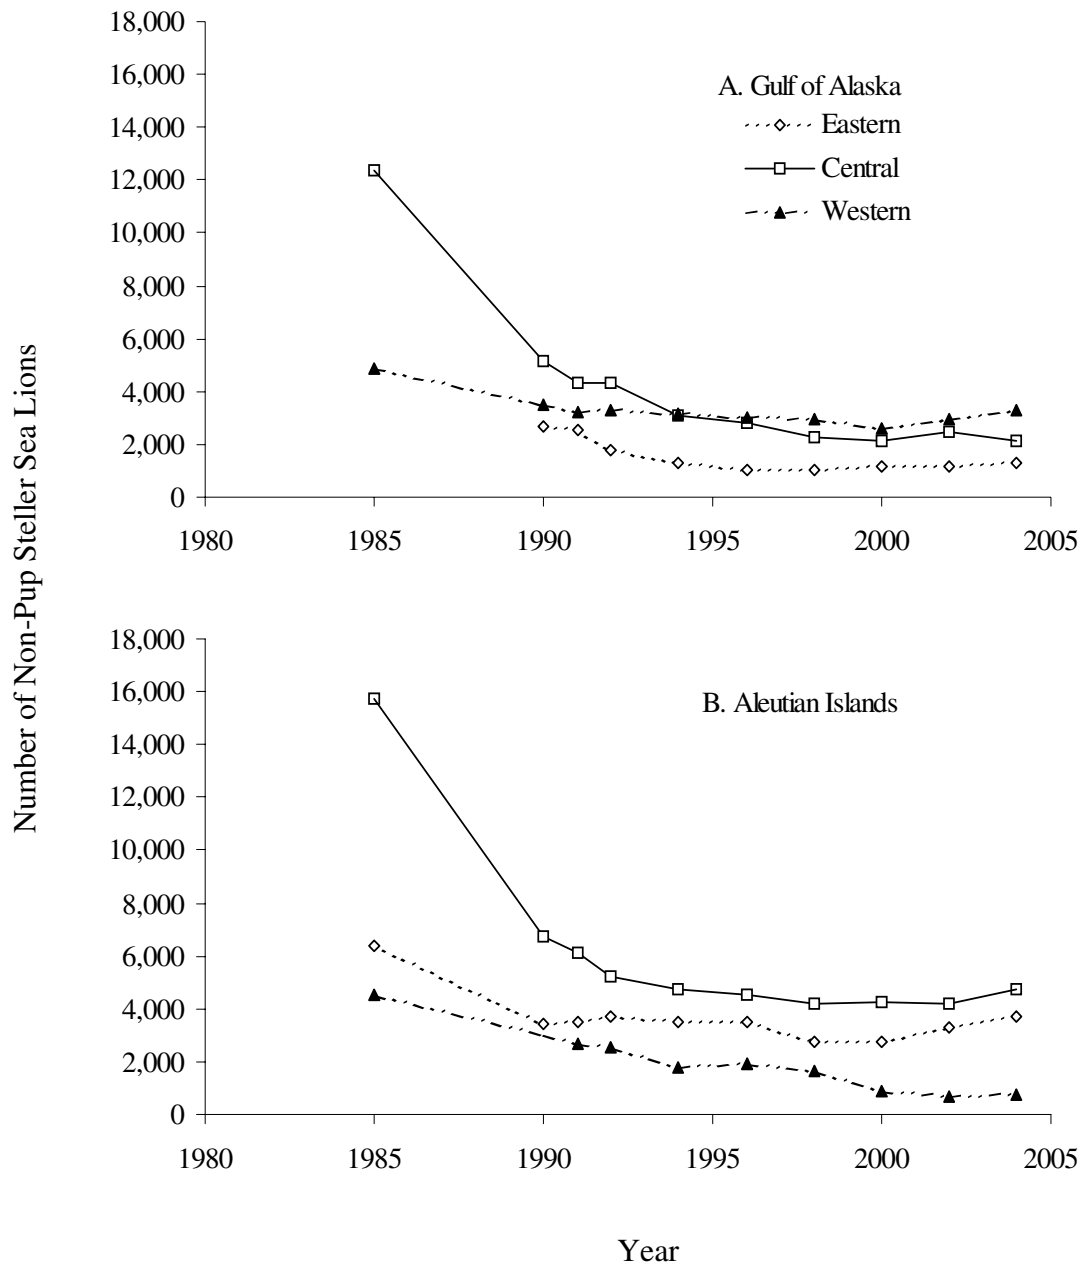 18,000
16,000
14,000
12,000
10,000
8,000
6,000
4,000
2,000
0
1980 1985 1990 1995 2000 2005
A. Gulf of Alaska
Eastern
Central
Western
Number of Non-Pup Steller Sea Lions
18,000
16,000
14,000
12,000
10,000
8,000
6,000
4,000
2,000
0
1980 1985 1990 1995 2000 2005
B. Aleutian Islands
Year